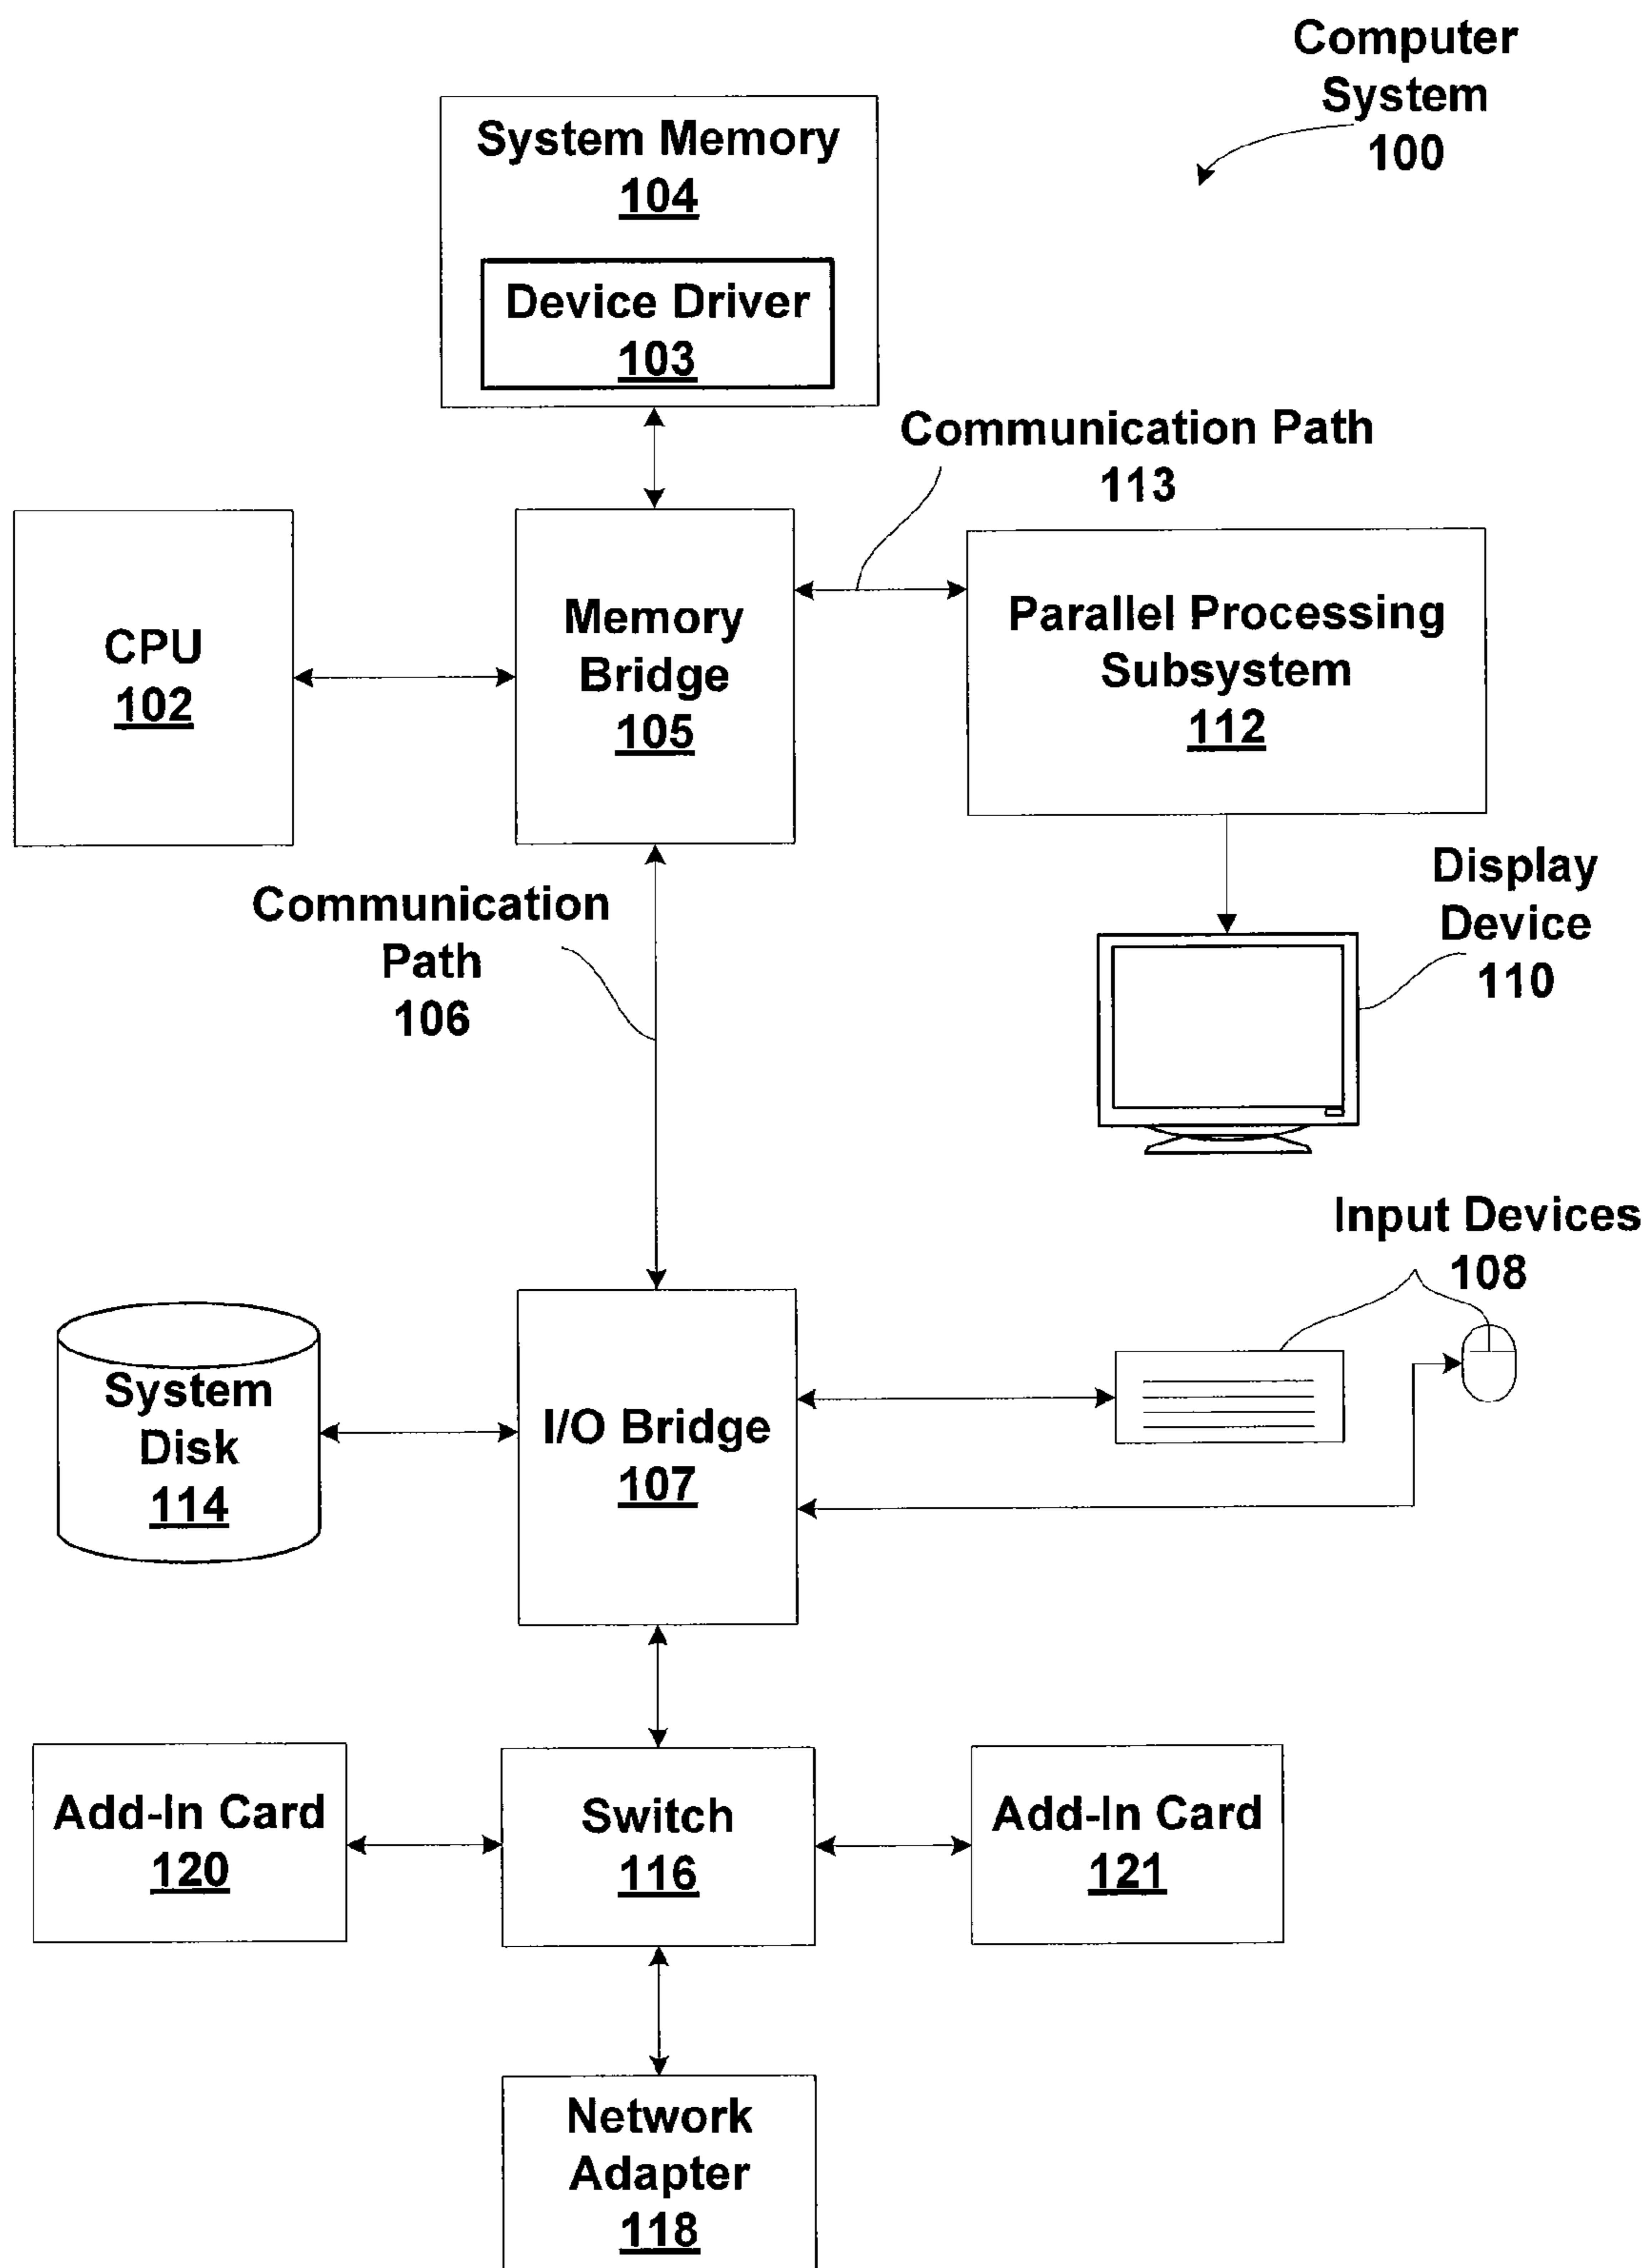 Computer
System
100
System Memory
104
Device Driver
103
Communication Path
113
CPU
102
Memory
Bridge
105
Parallel Processing
Subsystem
112
Communication
Path
106
Display
Device
110
Input Devices
108
System
Disk
114
I/O Bridge
107
Add-In Card
120
Switch
116
Add-In Card
121
Network
Adapter
118